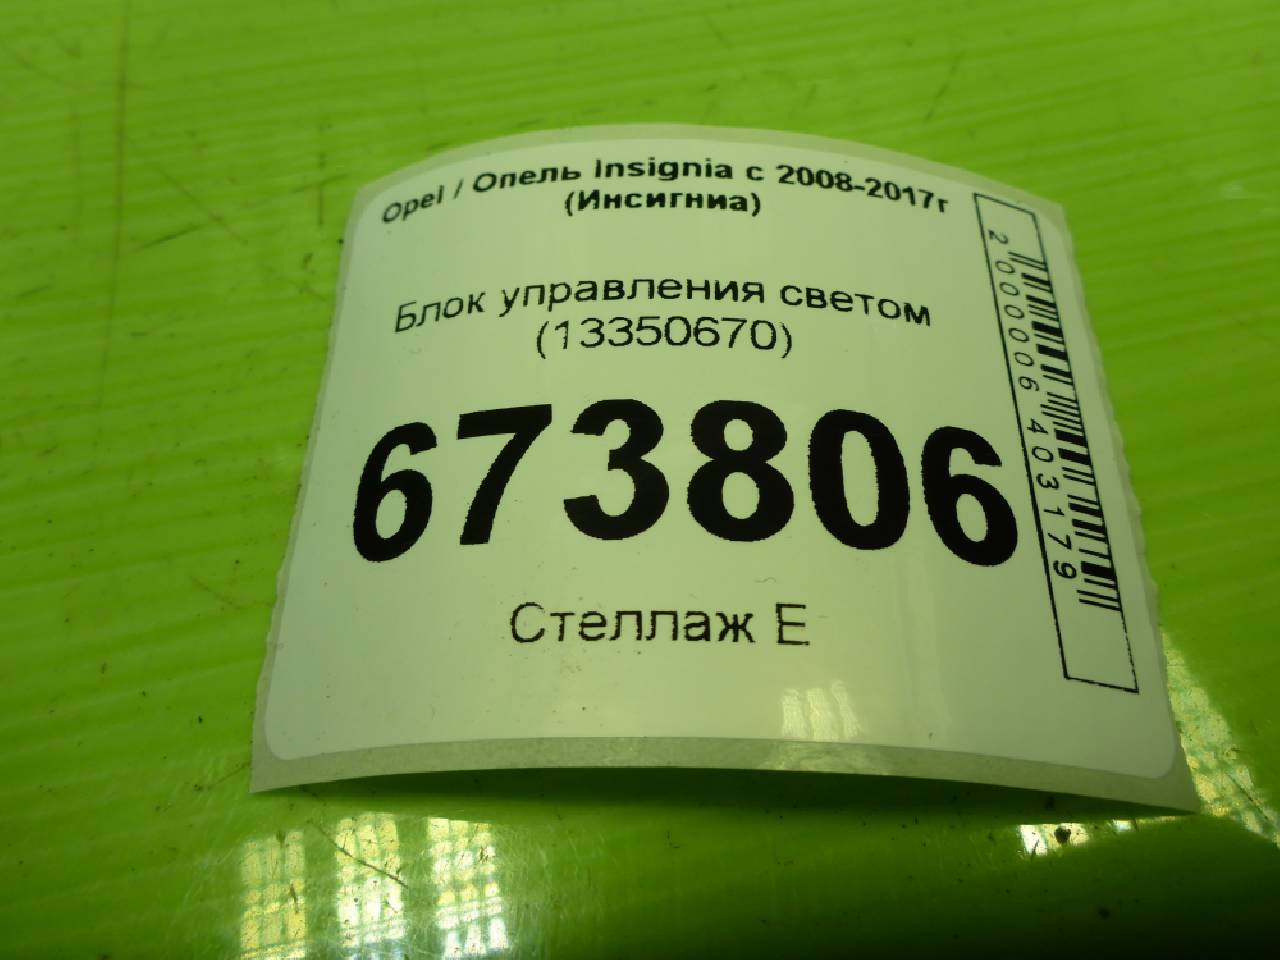 Opel / Опель Insignia с 2008-2017г
(Инсигниа)
Блок управления светом
(13350670)
673806
Стеллаж Е
2000006403179